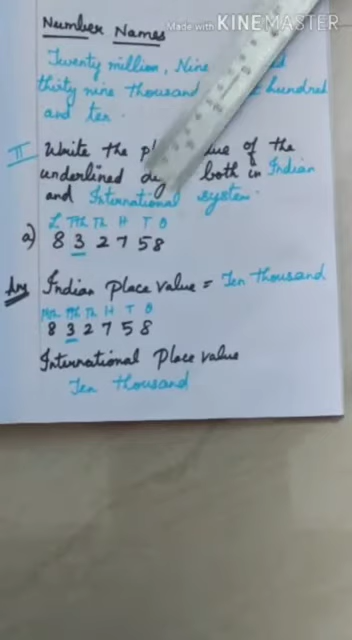 Made with KINEMASTER
Number Names
Twenty million, Nine
thirty nine thousand hundred
and ten.
II Write the of the
underlined both in Indian
and International system.
L TTh Th H T O
a) 8 3 2 7 5 8
Ans Indian place value = Ten thousand
HTh TTh Th H T O
8 3 2 7 5 8
International Place value
Ten thousand